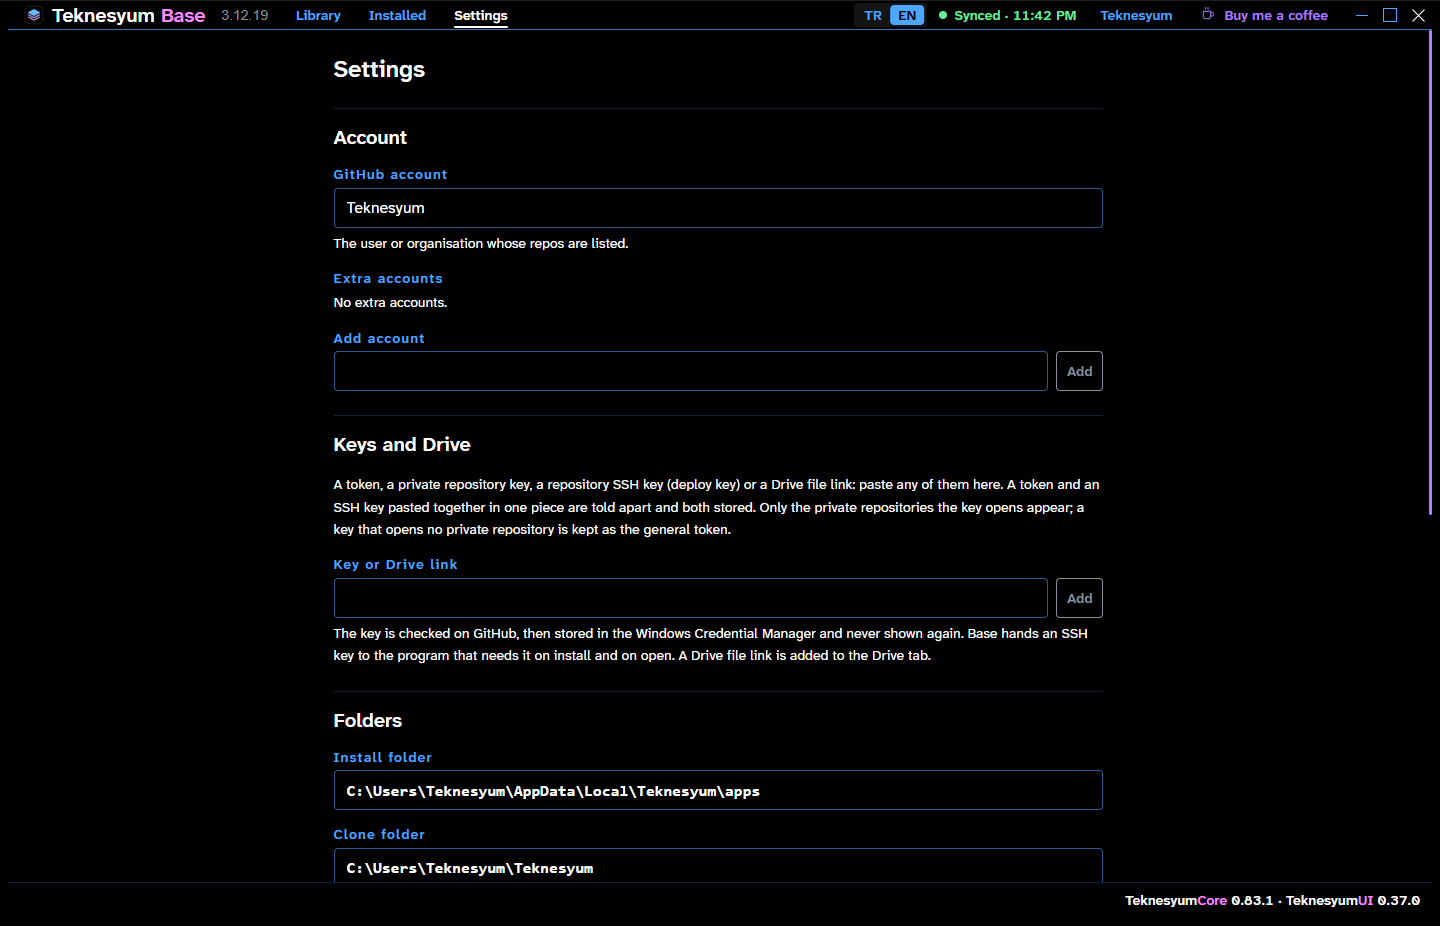 Teknesyum Base 3.12.19 Library Installed Settings TR EN Synced · 11:42 PM Teknesyum Buy me a coffee
Settings
Account
GitHub account
Teknesyum
The user or organisation whose repos are listed.
Extra accounts
No extra accounts.
Add account
Add
Keys and Drive
A token, a private repository key, a repository SSH key (deploy key) or a Drive file link: paste any of them here. A token and an
SSH key pasted together in one piece are told apart and both stored. Only the private repositories the key opens appear; a
key that opens no private repository is kept as the general token.
Key or Drive link
Add
The key is checked on GitHub, then stored in the Windows Credential Manager and never shown again. Base hands an SSH
key to the program that needs it on install and on open. A Drive file link is added to the Drive tab.
Folders
Install folder
C:\Users\Teknesyum\AppData\Local\Teknesyum\apps
Clone folder
C:\Users\Teknesyum\Teknesyum
TeknesyumCore 0.83.1 · TeknesyumUI 0.37.0